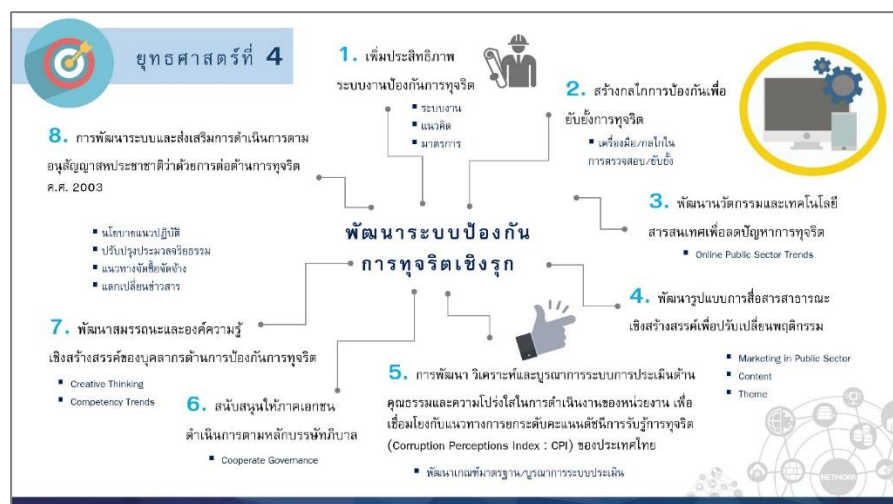 ยุทธศาสตร์ที่ 4
1. เพิ่มประสิทธิภาพ
ระบบงานป้องกันการทุจริต
▪ ระบบงาน
▪ แนวคิด
▪ มาตรการ
2. สร้างกลไกการป้องกันเพื่อ
ยับยั้งการทุจริต
▪ เครื่องมือ/กลไกใน
การตรวจสอบ/ยับยั้ง
3. พัฒนานวัตกรรมและเทคโนโลยี
สารสนเทศเพื่อลดปัญหาการทุจริต
▪ Online Public Sector Trends
4. พัฒนารูปแบบการสื่อสารสาธารณะ
เชิงสร้างสรรค์เพื่อปรับเปลี่ยนพฤติกรรม
▪ Marketing in Public Sector
▪ Content
▪ Theme
5. การพัฒนา วิเคราะห์และบูรณาการระบบการประเมินด้าน
คุณธรรมและความโปร่งใสในการดำเนินงานของหน่วยงาน เพื่อ
เชื่อมโยงกับแนวทางการยกระดับคะแนนดัชนีการรับรู้การทุจริต
(Corruption Perceptions Index : CPI) ของประเทศไทย
▪ พัฒนาเกณฑ์มาตรฐาน/บูรณาการระบบประเมิน
6. สนับสนุนให้ภาคเอกชน
ดำเนินการตามหลักบรรษัทภิบาล
▪ Cooperate Governance
7. พัฒนาสมรรถนะและองค์ความรู้
เชิงสร้างสรรค์ของบุคลากรด้านการป้องกันการทุจริต
▪ Creative Thinking
▪ Competency Trends
8. การพัฒนาระบบและส่งเสริมการดำเนินการตาม
อนุสัญญาสหประชาชาติว่าด้วยการต่อต้านการทุจริต
ค.ศ. 2003
▪ นโยบายแนวปฏิบัติ
▪ ปรับปรุงประมวลจริยธรรม
▪ แนวทางจัดซื้อจัดจ้าง
▪ แลกเปลี่ยนข่าวสาร
พัฒนาระบบป้องกัน
การทุจริตเชิงรุก
NETWORK